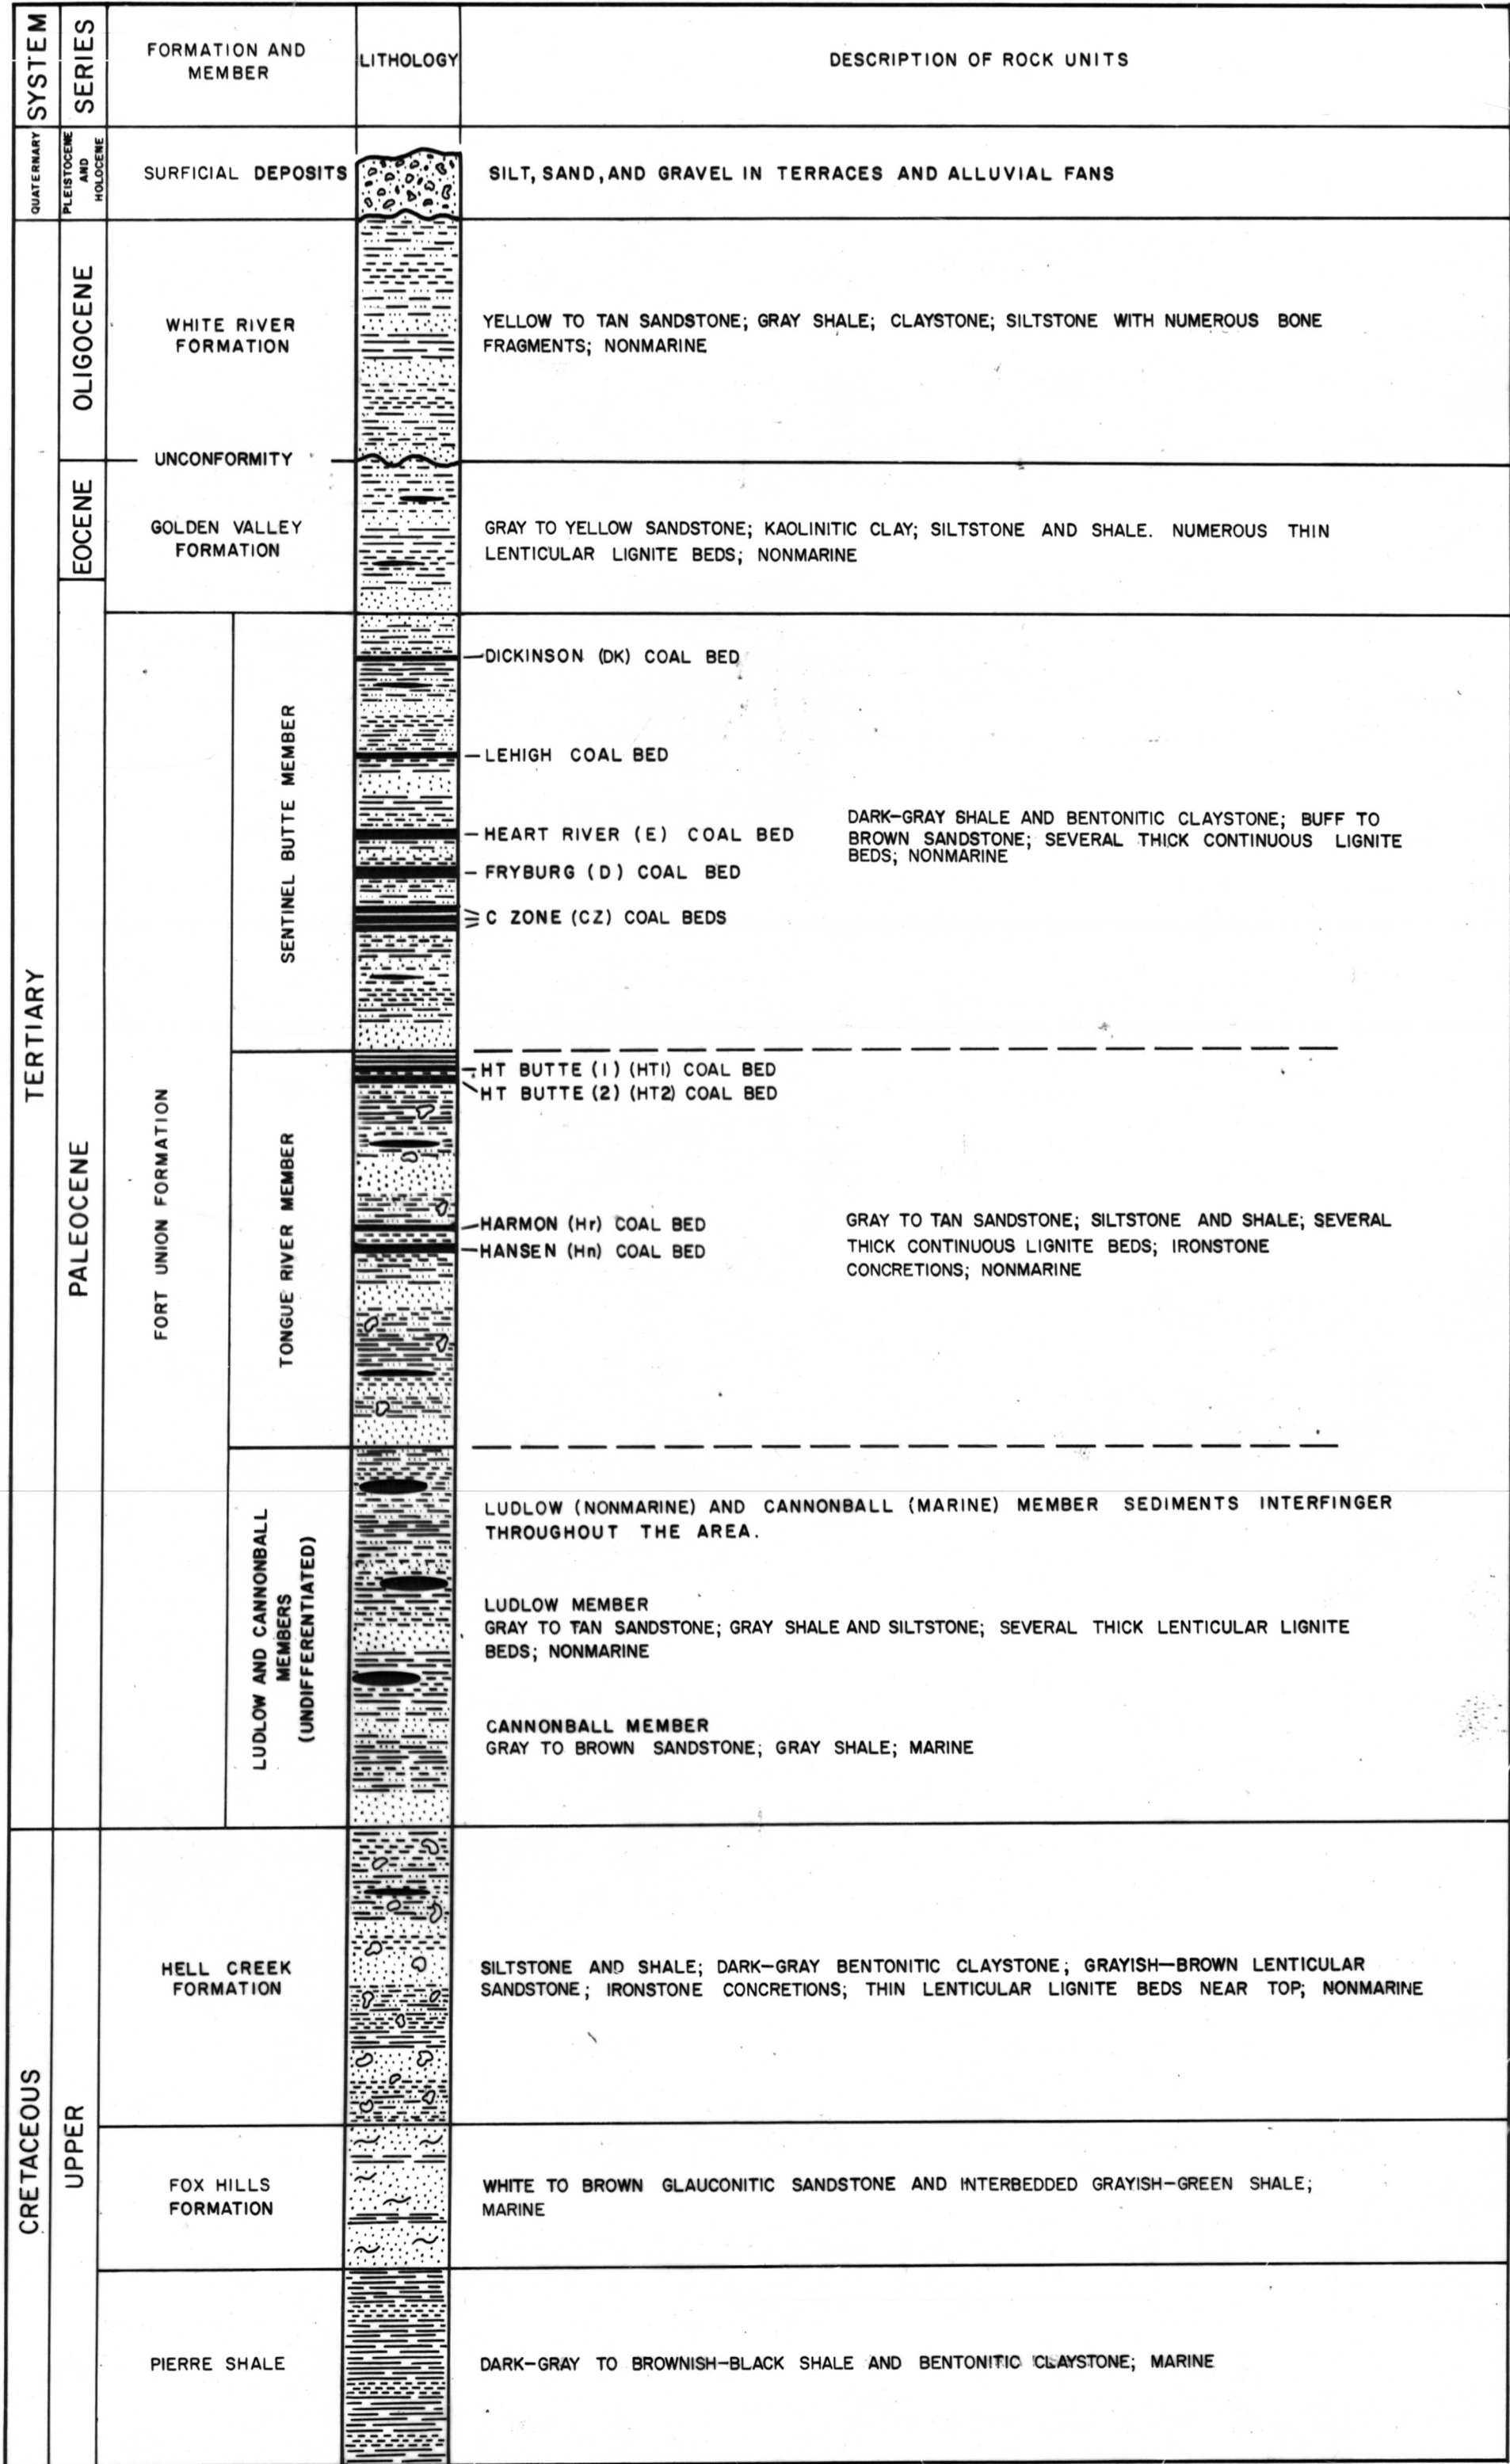 SYSTEM
SERIES
FORMATION AND
MEMBER
LITHOLOGY
DESCRIPTION OF ROCK UNITS
QUATERNARY
PLEISTOCENE
AND
HOLOCENE
SURFICIAL DEPOSITS
SILT, SAND, AND GRAVEL IN TERRACES AND ALLUVIAL FANS
TERTIARY
OLIGOCENE
WHITE RIVER
FORMATION
YELLOW TO TAN SANDSTONE; GRAY SHALE; CLAYSTONE; SILTSTONE WITH NUMEROUS BONE
FRAGMENTS; NONMARINE
UNCONFORMITY
EOCENE
GOLDEN VALLEY
FORMATION
GRAY TO YELLOW SANDSTONE; KAOLINITIC CLAY; SILTSTONE AND SHALE. NUMEROUS THIN
LENTICULAR LIGNITE BEDS; NONMARINE
PALEOCENE
FORT UNION FORMATION
SENTINEL BUTTE MEMBER
DICKINSON (DK) COAL BED
LEHIGH COAL BED
HEART RIVER (E) COAL BED
FRYBURG (D) COAL BED
C ZONE (CZ) COAL BEDS
DARK-GRAY SHALE AND BENTONITIC CLAYSTONE; BUFF TO
BROWN SANDSTONE; SEVERAL THICK CONTINUOUS LIGNITE
BEDS; NONMARINE
TONGUE RIVER MEMBER
HT BUTTE (1) (HT1) COAL BED
HT BUTTE (2) (HT2) COAL BED
HARMON (Hr) COAL BED
HANSEN (Hn) COAL BED
GRAY TO TAN SANDSTONE; SILTSTONE AND SHALE; SEVERAL
THICK CONTINUOUS LIGNITE BEDS; IRONSTONE
CONCRETIONS; NONMARINE
LUDLOW AND CANNONBALL
MEMBERS
(UNDIFFERENTIATED)
LUDLOW (NONMARINE) AND CANNONBALL (MARINE) MEMBER SEDIMENTS INTERFINGER
THROUGHOUT THE AREA.
LUDLOW MEMBER
GRAY TO TAN SANDSTONE; GRAY SHALE AND SILTSTONE; SEVERAL THICK LENTICULAR LIGNITE
BEDS; NONMARINE
CANNONBALL MEMBER
GRAY TO BROWN SANDSTONE; GRAY SHALE; MARINE
CRETACEOUS
UPPER
HELL CREEK
FORMATION
SILTSTONE AND SHALE; DARK-GRAY BENTONITIC CLAYSTONE; GRAYISH-BROWN LENTICULAR
SANDSTONE; IRONSTONE CONCRETIONS; THIN LENTICULAR LIGNITE BEDS NEAR TOP; NONMARINE
FOX HILLS
FORMATION
WHITE TO BROWN GLAUCONITIC SANDSTONE AND INTERBEDDED GRAYISH-GREEN SHALE;
MARINE
PIERRE SHALE
DARK-GRAY TO BROWNISH-BLACK SHALE AND BENTONITIC CLAYSTONE; MARINE